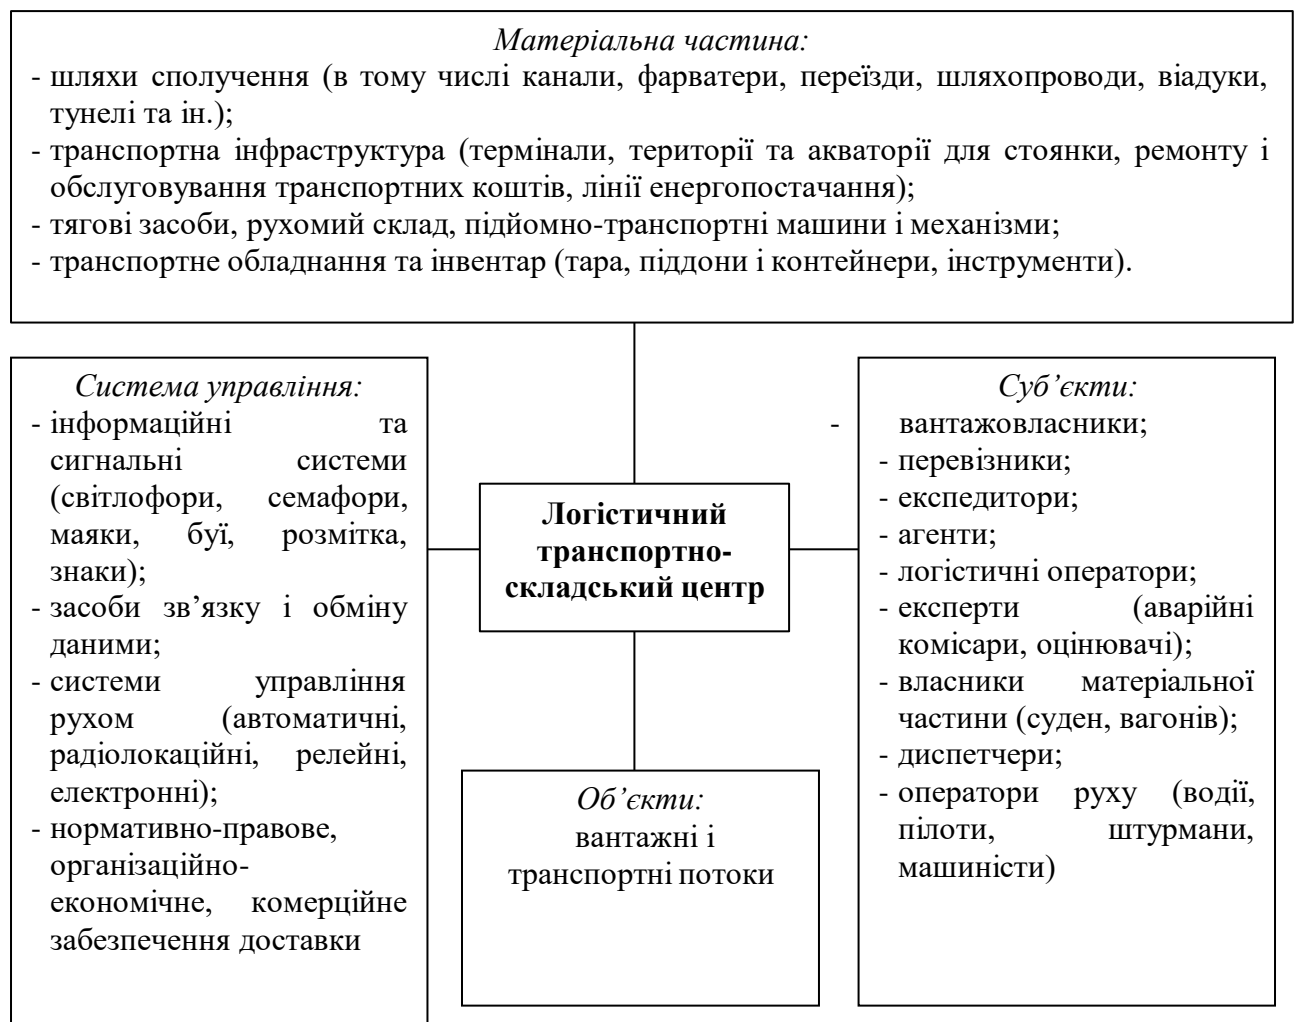 Матеріальна частина:
- шляхи сполучення (в тому числі канали, фарватери, переїзди, шляхопроводи, віадуки,
тунелі та ін.);
- транспортна інфраструктура (термінали, території та акваторії для стоянки, ремонту і
обслуговування транспортних коштів, лінії енергопостачання);
- тягові засоби, рухомий склад, підйомно-транспортні машини і механізми;
- транспортне обладнання та інвентар (тара, піддони і контейнери, інструменти).
Система управління:
- інформаційні та
сигнальні системи
(світлофори, семафори,
маяки, буї, розмітка,
знаки);
- засоби зв’язку і обміну
даними;
- системи управління
рухом (автоматичні,
радіолокаційні, релейні,
електронні);
- нормативно-правове,
організаційно-
економічне, комерційне
забезпечення доставки
Логістичний
транспортно-
складський центр
Об’єкти:
вантажні і
транспортні потоки
Суб’єкти:
- вантажовласники;
- перевізники;
- експедитори;
- агенти;
- логістичні оператори;
- експерти (аварійні
комісари, оцінювачі);
- власники матеріальної
частини (суден, вагонів);
- диспетчери;
- оператори руху (водії,
пілоти, штурмани,
машиністи)